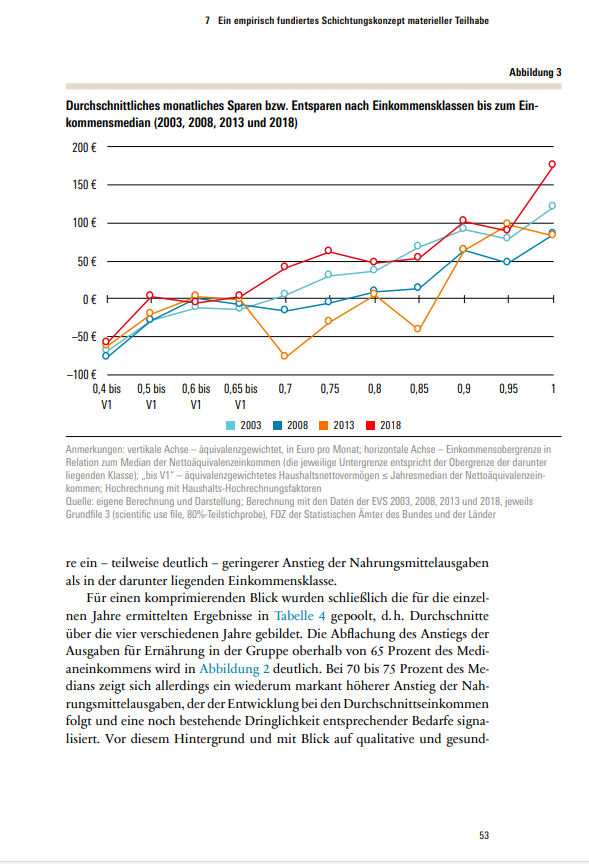 7 Ein empirisch fundiertes Schichtungskonzept materieller Teilhabe
Abbildung 3
Durchschnittliches monatliches Sparen bzw. Entsparen nach Einkommensklassen bis zum Ein-
kommensmedian (2003, 2008, 2013 und 2018)
200 €
150 €
100 €
50 €
0 €
–50 €
–100 €
0,4 bis 0,5 bis 0,6 bis 0,65 bis 0,7 0,75 0,8 0,85 0,9 0,95 1
V1 V1 V1 V1
2003 2008 2013 2018
Anmerkungen: vertikale Achse – äquivalenzgewichtet, in Euro pro Monat; horizontale Achse – Einkommensobergrenze in
Relation zum Median der Nettoäquivalenzeinkommen (die jeweilige Untergrenze entspricht der Obergrenze der darunter
liegenden Klasse); „bis V1“ – äquivalenzgewichtetes Haushaltsnettovermögen ≤ Jahresmedian der Nettoäquivalenzein-
kommen; Hochrechnung mit Haushalts-Hochrechnungsfaktoren
Quelle: eigene Berechnung und Darstellung; Berechnung mit den Daten der EVS 2003, 2008, 2013 und 2018, jeweils
Grundfile 3 (scientific use file, 80%-Teilstichprobe), FDZ der Statistischen Ämter des Bundes und der Länder
re ein – teilweise deutlich – geringerer Anstieg der Nahrungsmittelausgaben
als in der darunter liegenden Einkommensklasse.
Für einen komprimierenden Blick wurden schließlich die für die einzel-
nen Jahre ermittelten Ergebnisse in Tabelle 4 gepoolt, d. h. Durchschnitte
über die vier verschiedenen Jahre gebildet. Die Abflachung des Anstiegs der
Ausgaben für Ernährung in der Gruppe oberhalb von 65 Prozent des Medi-
aneinkommens wird in Abbildung 2 deutlich. Bei 70 bis 75 Prozent des Me-
dians zeigt sich allerdings ein wiederum markant höherer Anstieg der Nah-
rungsmittelausgaben, der der Entwicklung bei den Durchschnittseinkommen
folgt und eine noch bestehende Dringlichkeit entsprechender Bedarfe signa-
lisiert. Vor diesem Hintergrund und mit Blick auf qualitative und gesund-
53